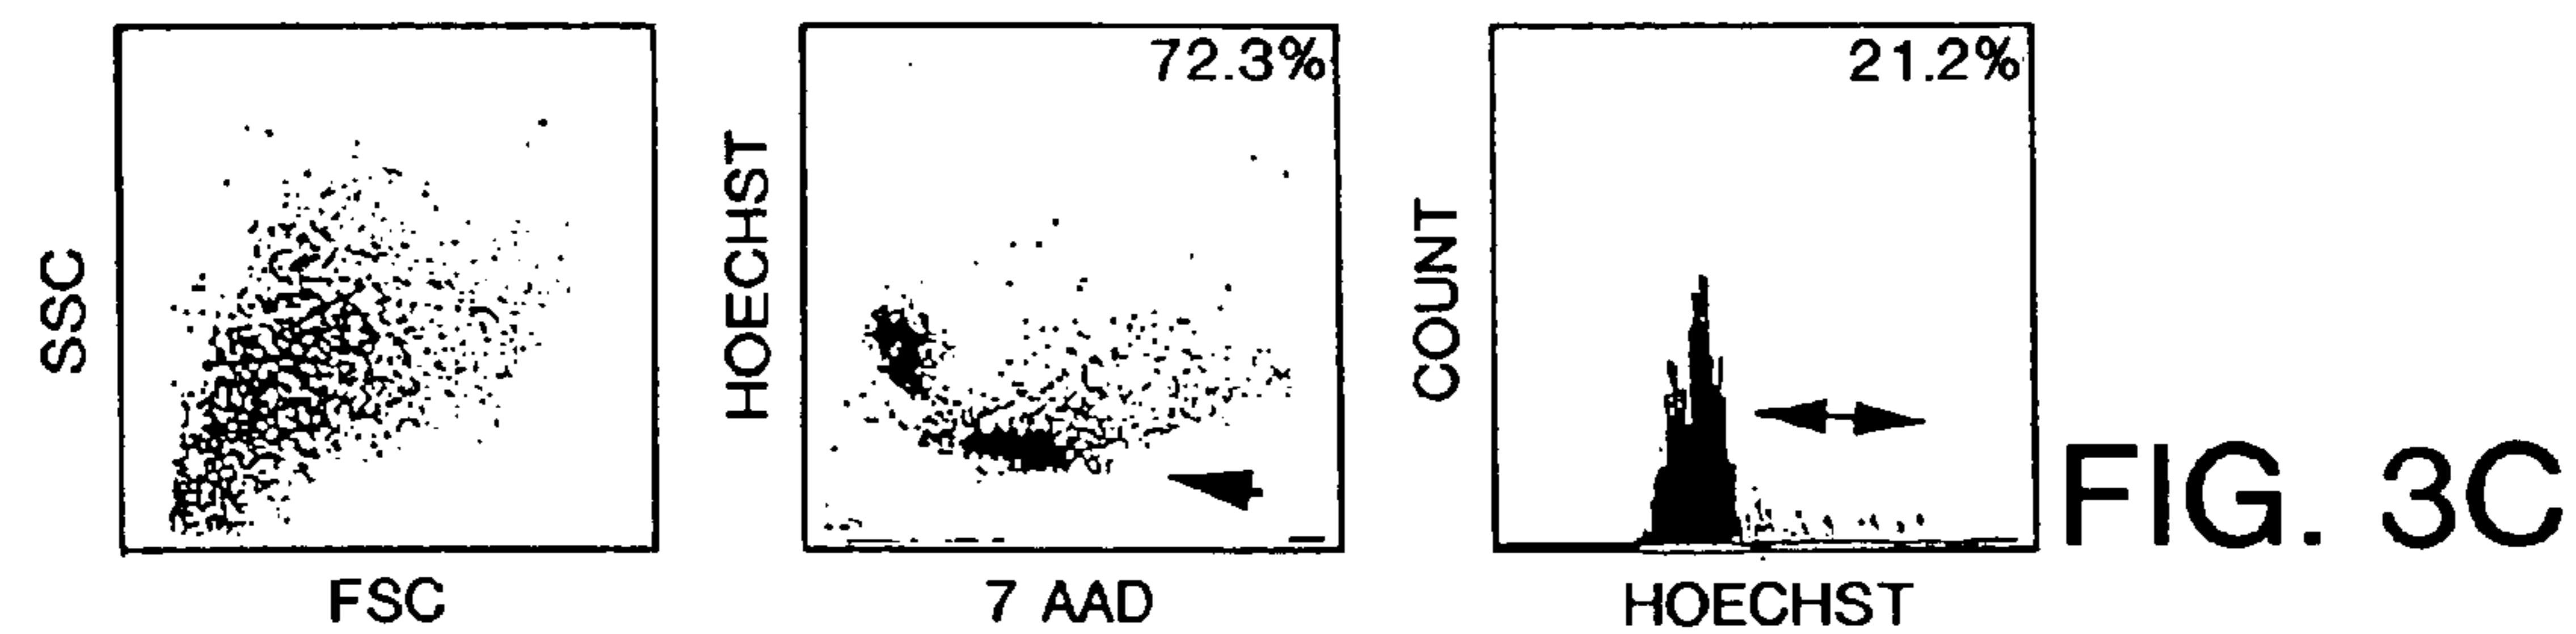 72.3%
21.2%
SSC
HOECHST
COUNT
FIG. 3C
FSC
7 AAD
HOECHST